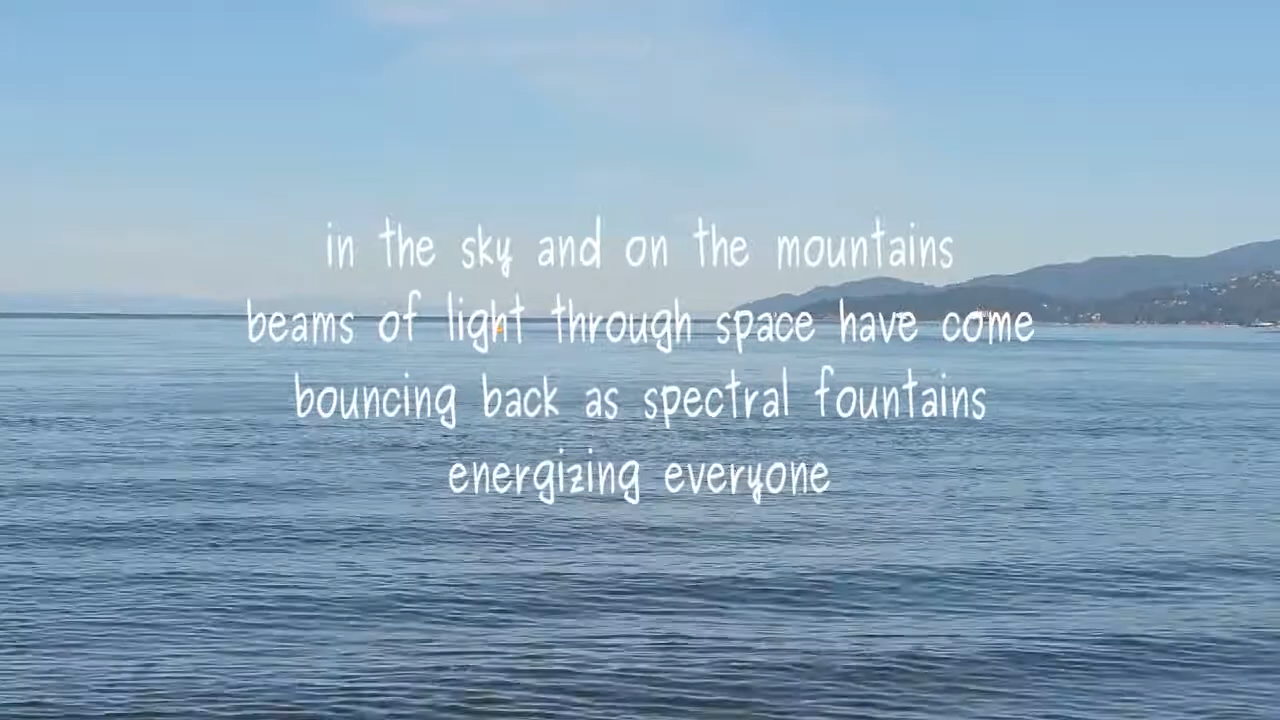 in the sky and on the mountains
beams of light through space have come
bouncing back as spectral fountains
energizing everyone